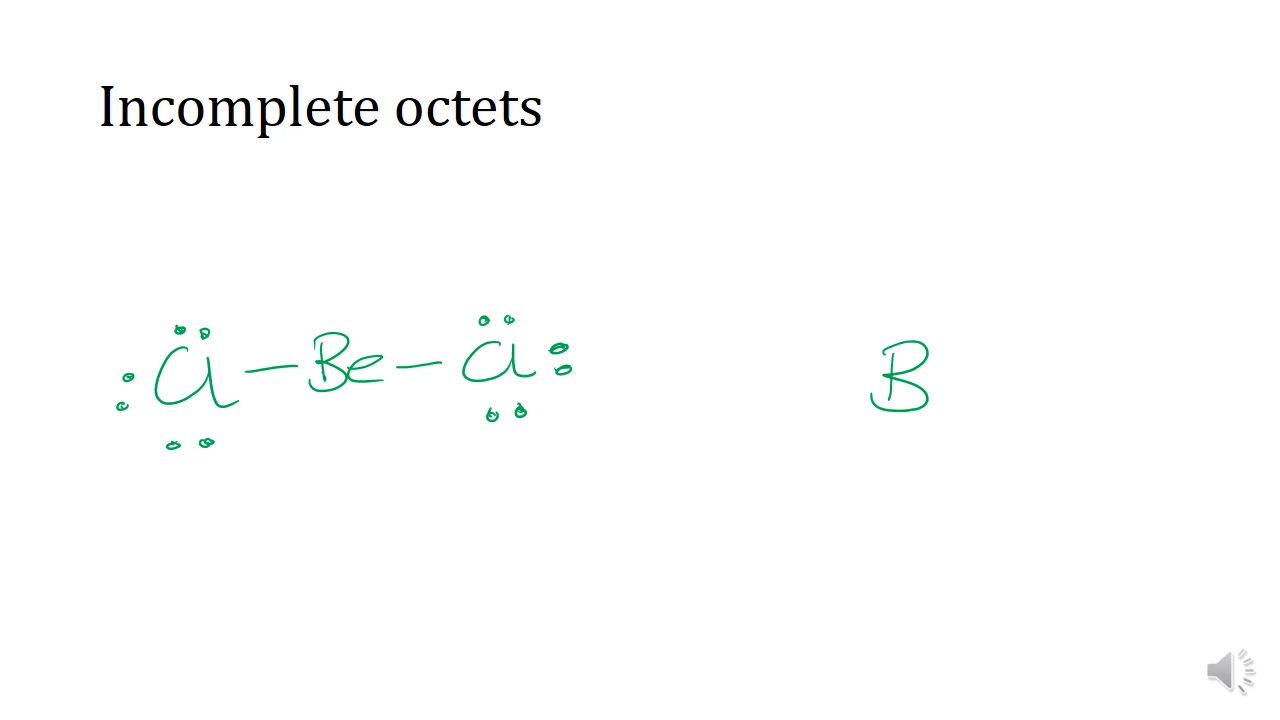 Incomplete octets
Cl — Be — Cl B